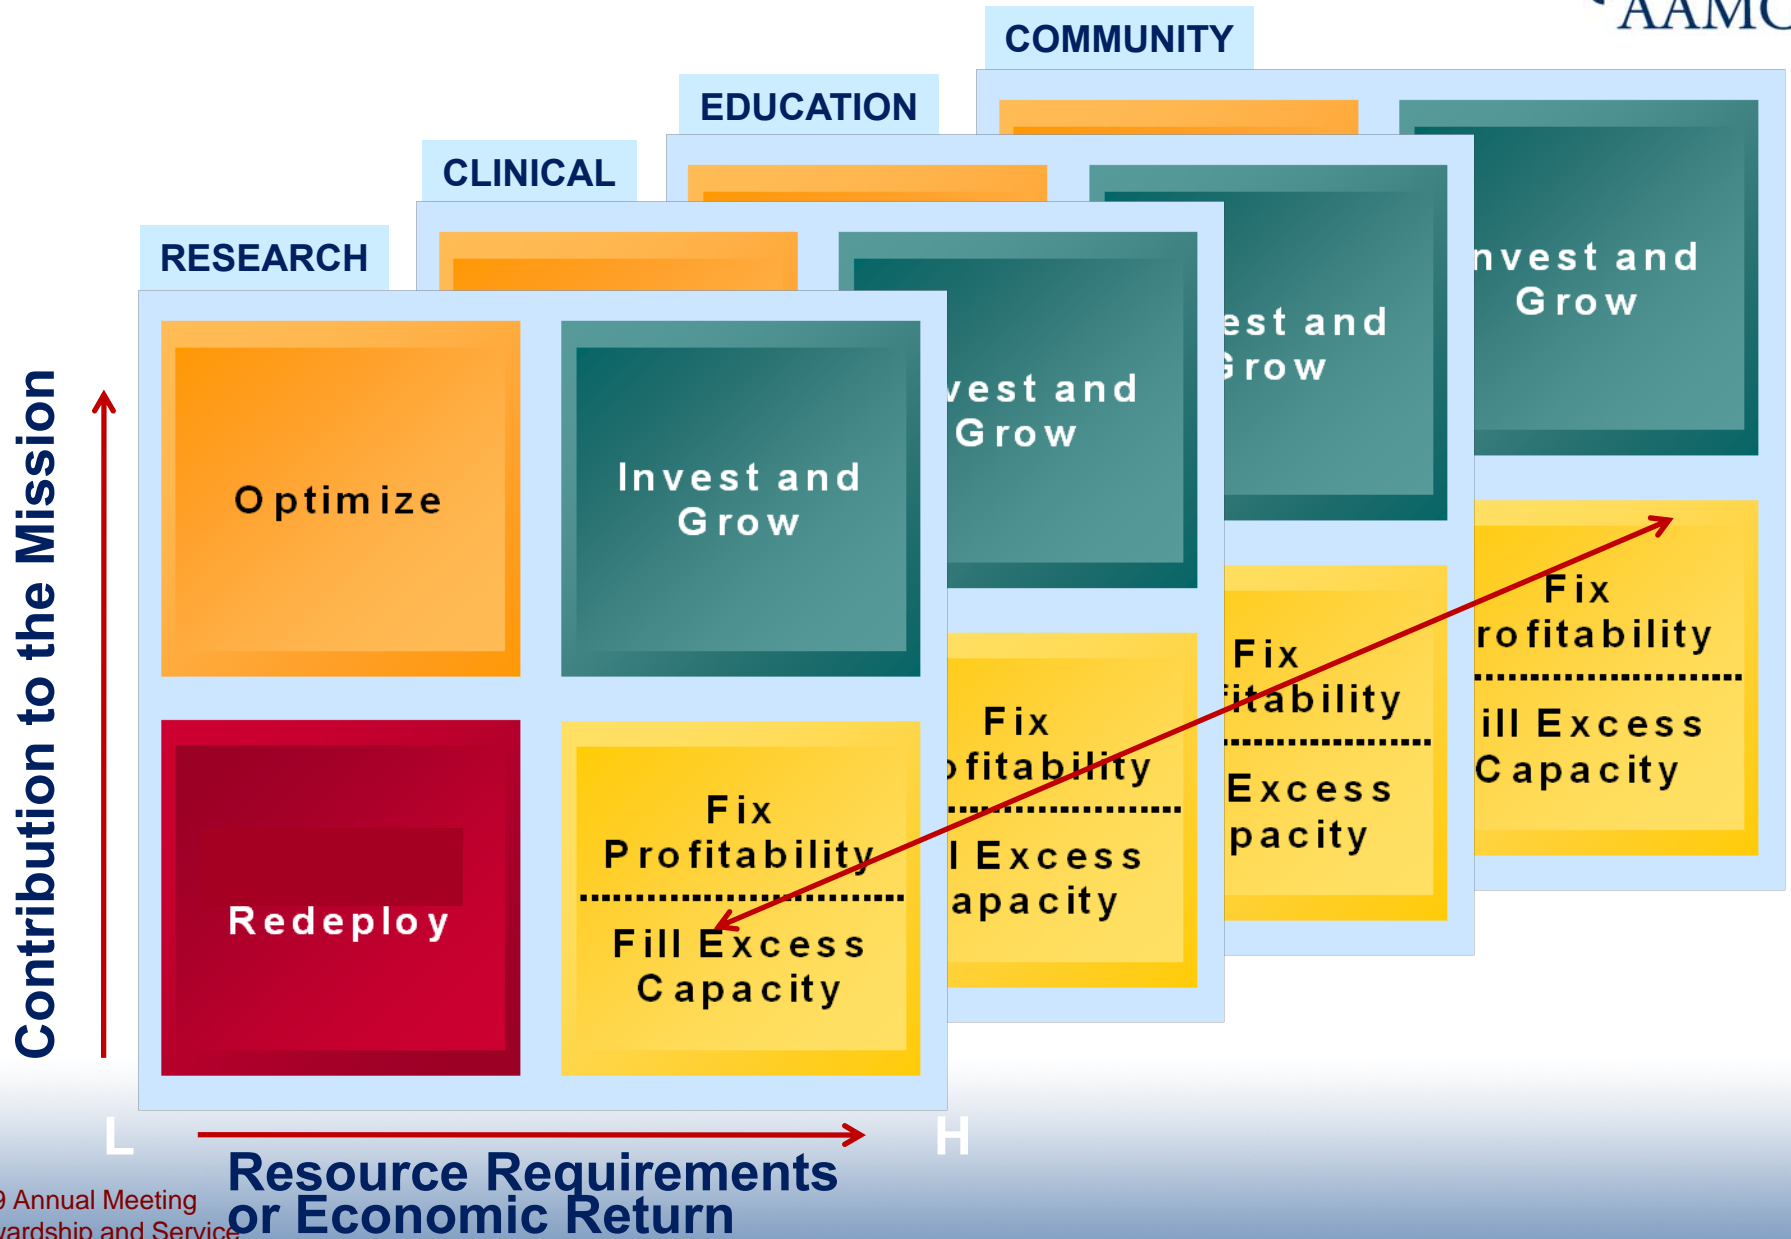 AAMC
COMMUNITY
EDUCATION
CLINICAL
RESEARCH
Contribution to the Mission
Optimize
Invest and
Grow
vest and
Grow
est and
Grow
nvest and
Grow
Redeploy
Fix
Profitability
Fill Excess
Capacity
Fix
ofitability
l Excess
apacity
Fix
itability
Excess
pacity
Fix
rofitability
ill Excess
Capacity
L
H
Resource Requirements
or Economic Return
9 Annual Meeting
wardship and Service